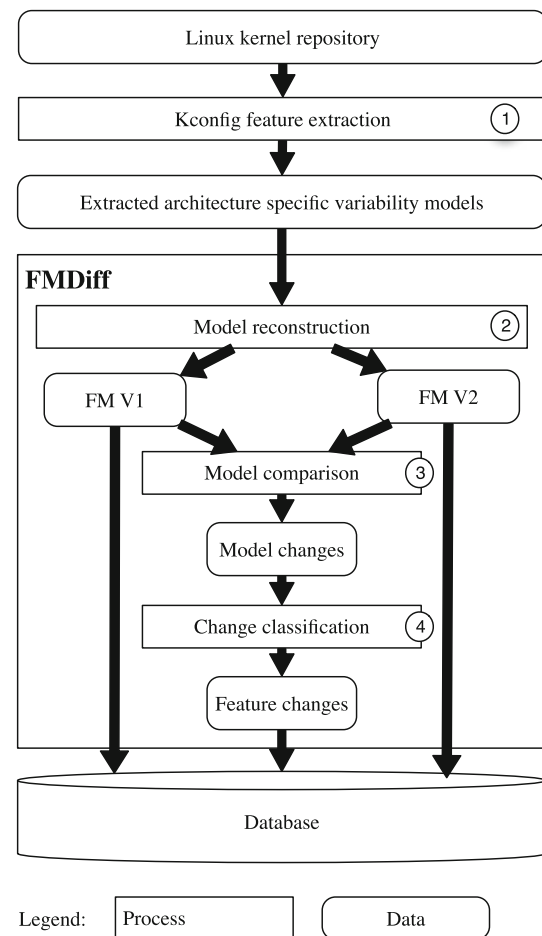 Linux kernel repository
Kconfig feature extraction 1
Extracted architecture specific variability models
FMDiff
Model reconstruction 2
FM V1
FM V2
Model comparison 3
Model changes
Change classification 4
Feature changes
Database
Legend: Process Data